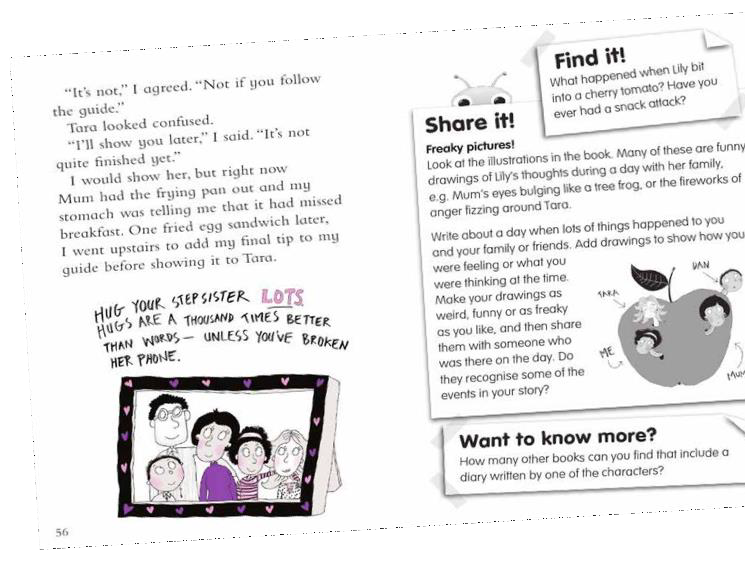 "It's not," I agreed. "Not if you follow
the guide."
Tara looked confused.
"I'll show you later," I said. "It's not
quite finished yet."
I would show her, but right now
Mum had the frying pan out and my
stomach was telling me that it had missed
breakfast. One fried egg sandwich later,
I went upstairs to add my final tip to my
guide before showing it to Tara.
HUG YOUR STEPSISTER LOTS.
HUGS ARE A THOUSAND TIMES BETTER
THAN WORDS — UNLESS YOU'VE BROKEN
HER PHONE.
56
Find it!
What happened when Lily bit
into a cherry tomato? Have you
ever had a snack attack?
Share it!
Freaky pictures!
Look at the illustrations in the book. Many of these are funny
drawings of Lily's thoughts during a day with her family,
e.g. Mum's eyes bulging like a tree frog, or the fireworks of
anger fizzing around Tara.
Write about a day when lots of things happened to you
and your family or friends. Add drawings to show how you
were feeling or what you
were thinking at the time.
Make your drawings as
weird, funny or as freaky
as you like, and then share
them with someone who
was there on the day. Do
they recognise some of the
events in your story?
TARA
DAN
ME
MUM
Want to know more?
How many other books can you find that include a
diary written by one of the characters?